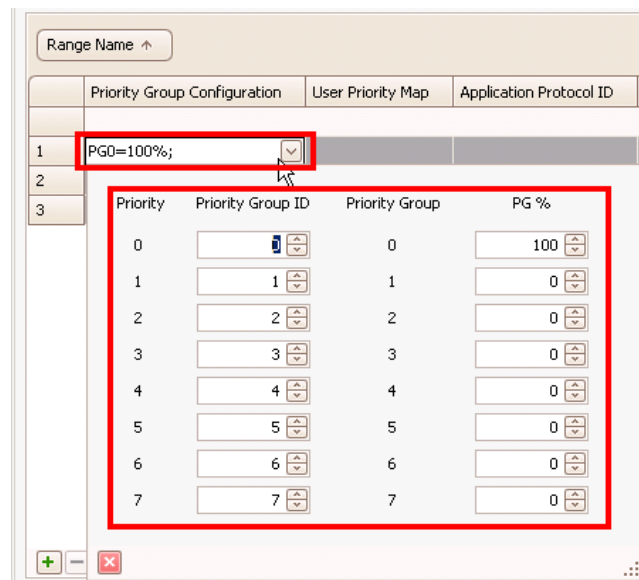 Range Name
Priority Group Configuration User Priority Map Application Protocol ID
1 PG0=100%;
2
3
Priority Priority Group ID Priority Group PG %
0 0 0 100
1 1 1 0
2 2 2 0
3 3 3 0
4 4 4 0
5 5 5 0
6 6 6 0
7 7 7 0